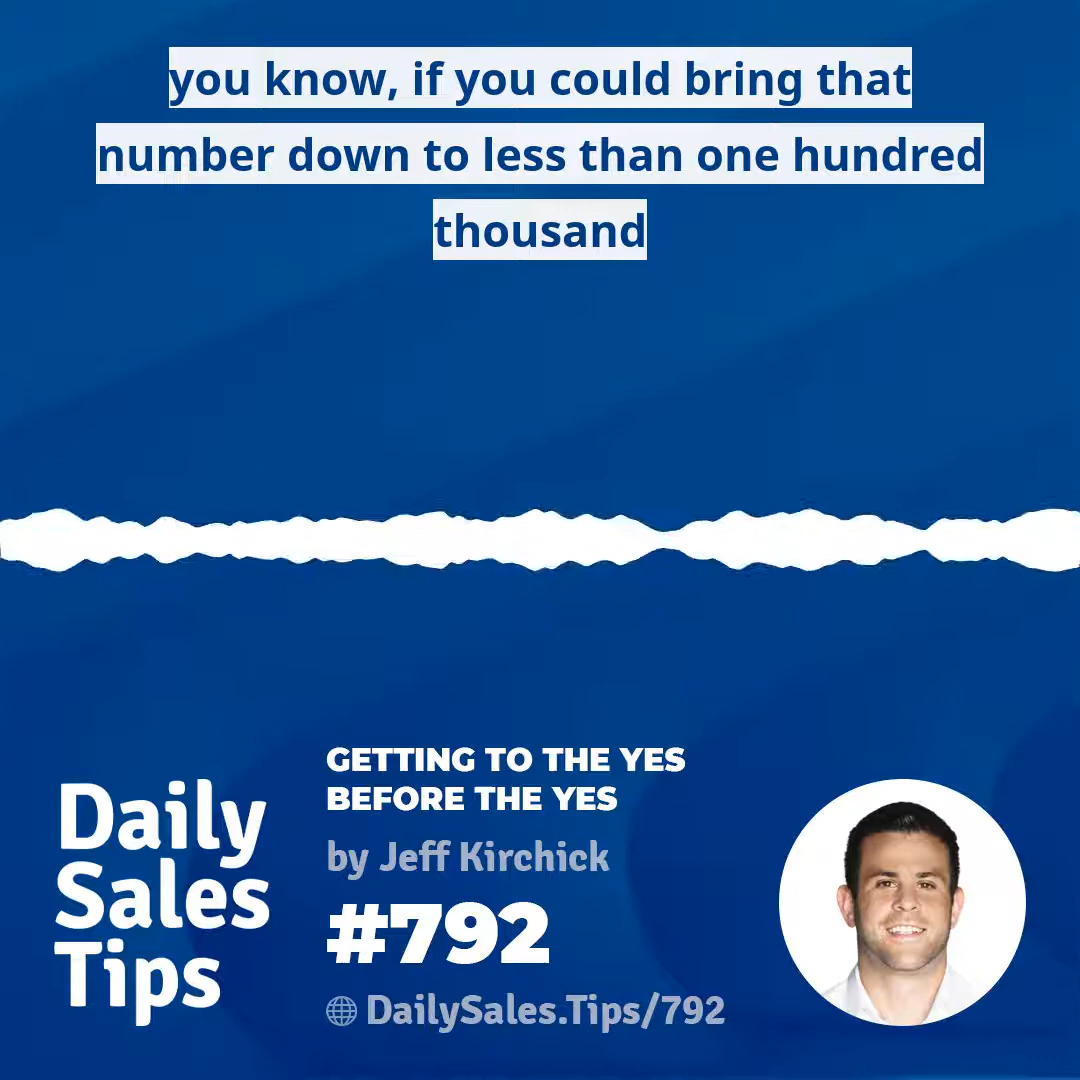 you know, if you could bring that
number down to less than one hundred
thousand
GETTING TO THE YES
BEFORE THE YES
by Jeff Kirchick
#792
DailySales.Tips/792
Daily
Sales
Tips